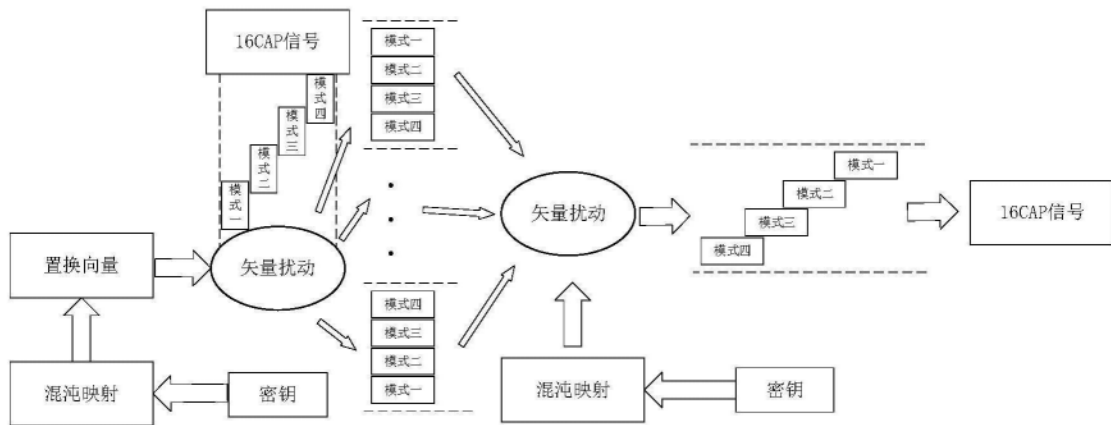 16CAP信号
模式一
模式二
模式三
模式四
模式一
模式二
模式三
模式四
矢量扰动
置换向量
混沌映射
密钥
模式四
模式三
模式二
模式一
矢量扰动
混沌映射
密钥
模式一
模式二
模式三
模式四
16CAP信号